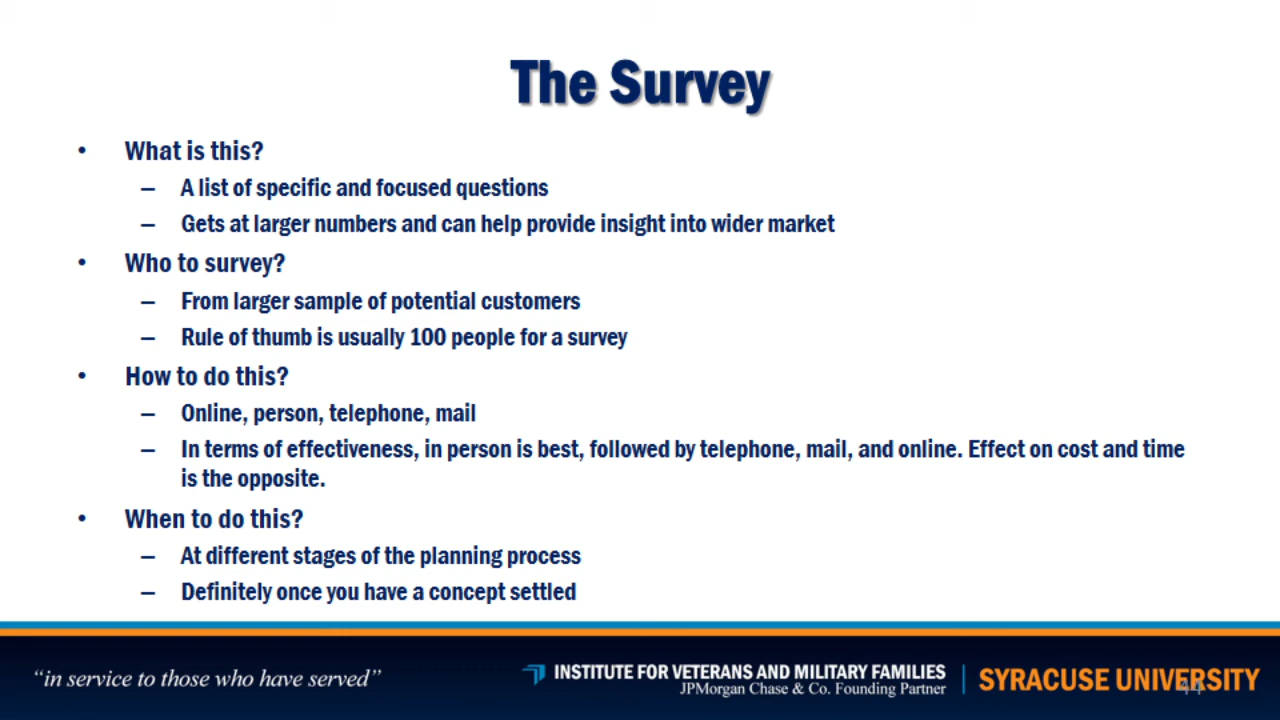 The Survey
• What is this?
– A list of specific and focused questions
– Gets at larger numbers and can help provide insight into wider market
• Who to survey?
– From larger sample of potential customers
– Rule of thumb is usually 100 people for a survey
• How to do this?
– Online, person, telephone, mail
– In terms of effectiveness, in person is best, followed by telephone, mail, and online. Effect on cost and time
is the opposite.
• When to do this?
– At different stages of the planning process
– Definitely once you have a concept settled
“in service to those who have served”
INSTITUTE FOR VETERANS AND MILITARY FAMILIES
JPMorgan Chase & Co. Founding Partner
SYRACUSE UNIVERSITY
44